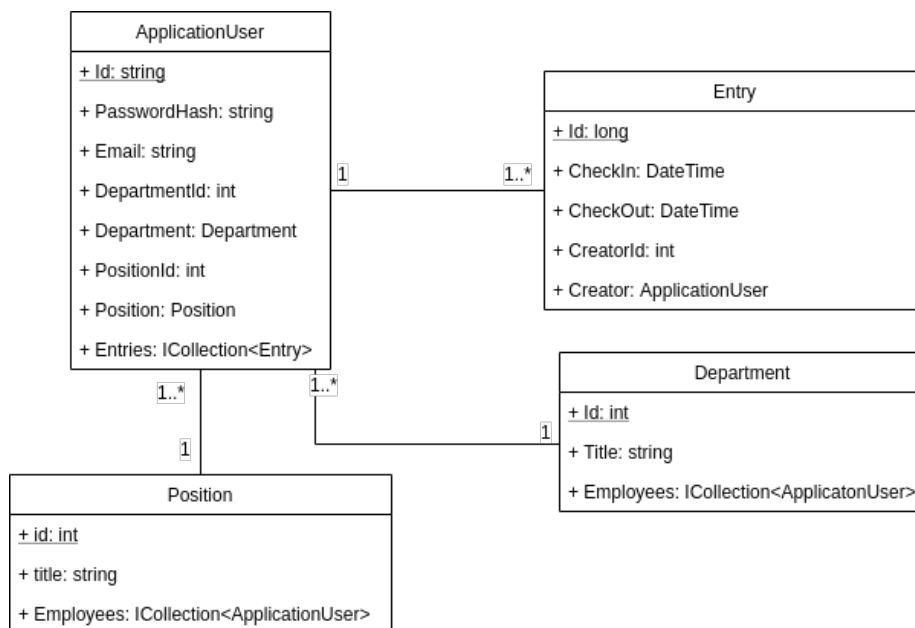 ApplicationUser
+ Id: string
+ PasswordHash: string
+ Email: string
+ DepartmentId: int
+ Department: Department
+ PositionId: int
+ Position: Position
+ Entries: ICollection<Entry>
1
1..*
Entry
+ Id: long
+ CheckIn: DateTime
+ CheckOut: DateTime
+ CreatorId: int
+ Creator: ApplicationUser
1..*
1
1..*
1
Department
+ Id: int
+ Title: string
+ Employees: ICollection<ApplicatonUser>
Position
+ id: int
+ title: string
+ Employees: ICollection<ApplicationUser>